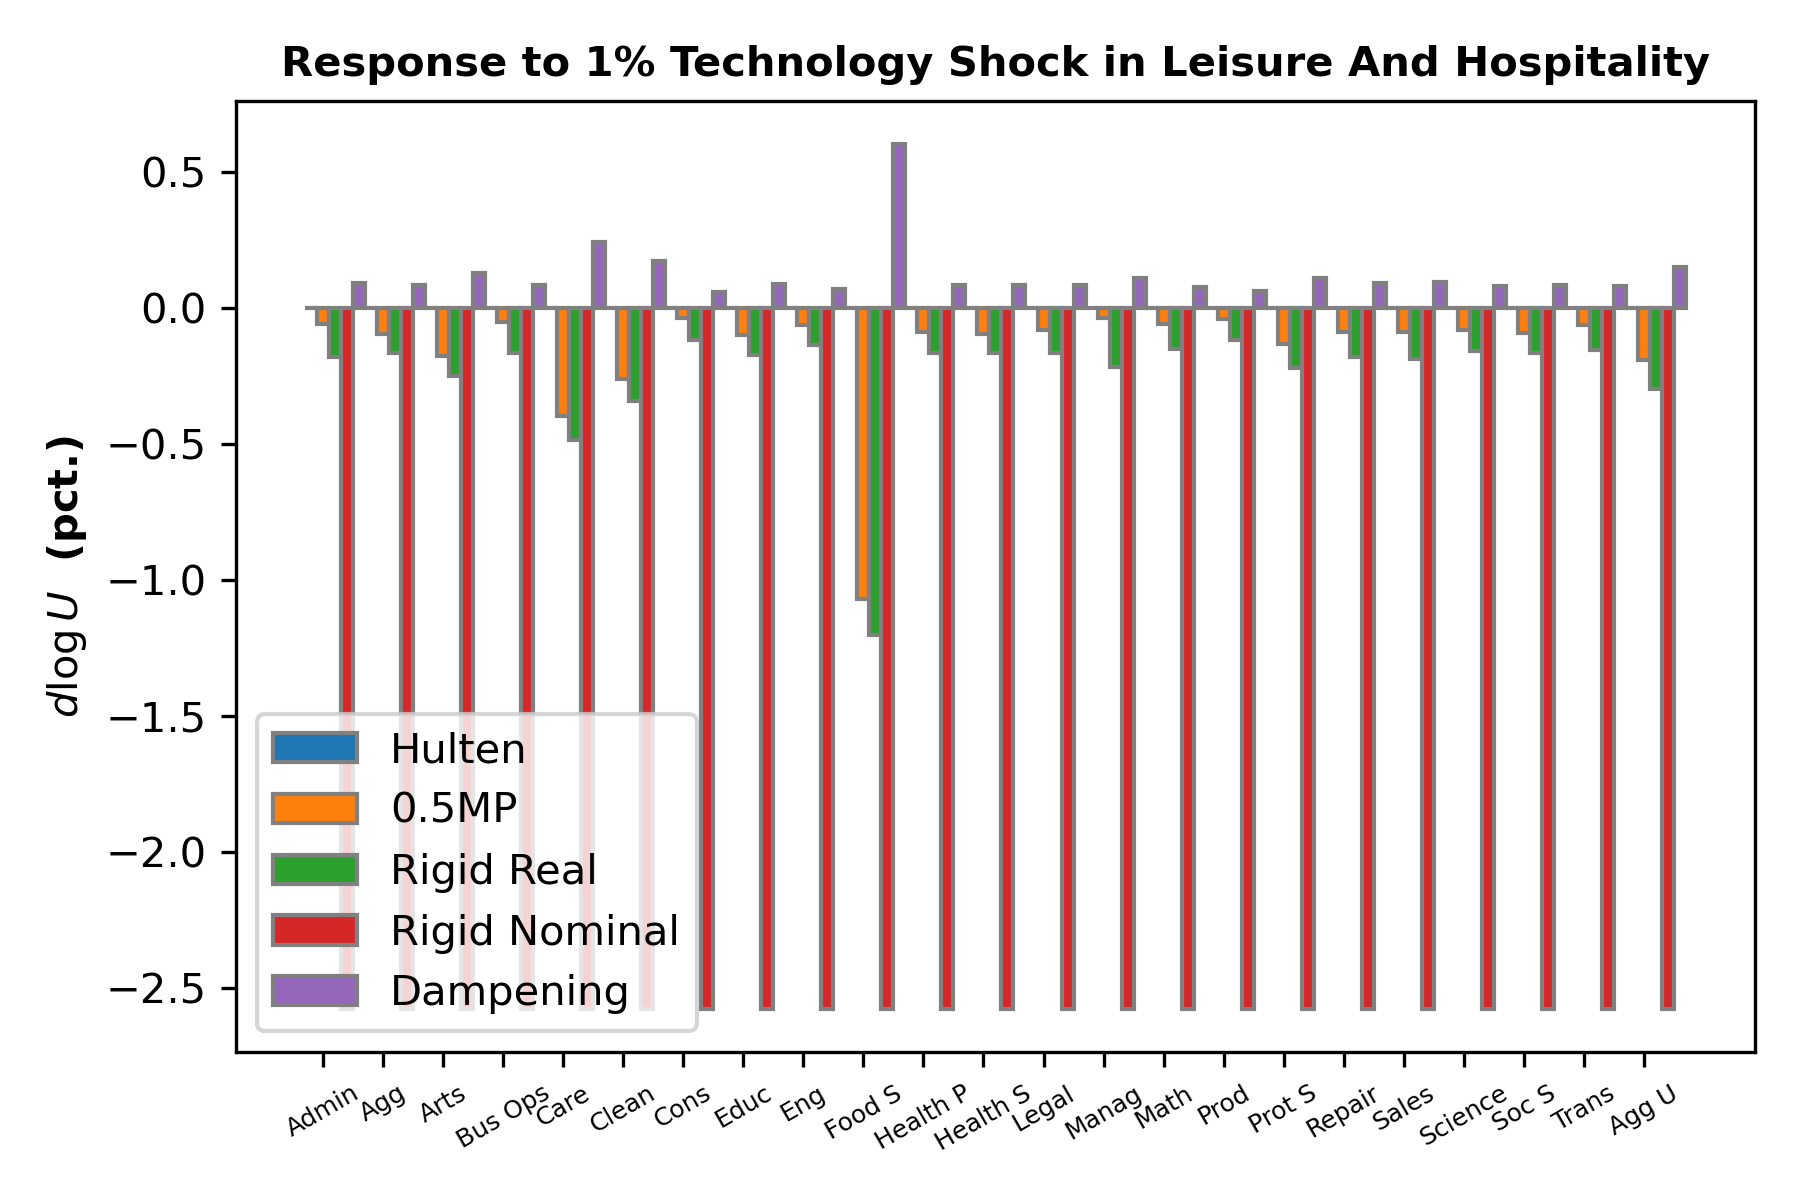 Response to 1% Technology Shock in Leisure And Hospitality
dlog U (pct.)
0.5
0.0
−0.5
−1.0
−1.5
−2.0
−2.5
Hulten
0.5MP
Rigid Real
Rigid Nominal
Dampening
Admin
Agg
Arts
Bus Ops
Care
Clean
Cons
Educ
Eng
Food S
Health P
Health S
Legal
Manag
Math
Prod
Prot S
Repair
Sales
Science
Soc S
Trans
Agg U